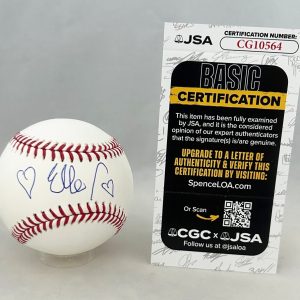 JSA
CERTIFICATION NUMBER:
CG10564
BASIC
CERTIFICATION
This item has been fully examined
by JSA, and it is the considered
opinion of our expert authenticators
that the signature(s) is/are genuine.
UPGRADE TO A LETTER OF
AUTHENTICITY & VERIFY THIS
CERTIFICATION BY VISITING:
SpenceLOA.com
Or Scan
CGC x JSA
Follow us at @jsaloa
♡ Elle ♡